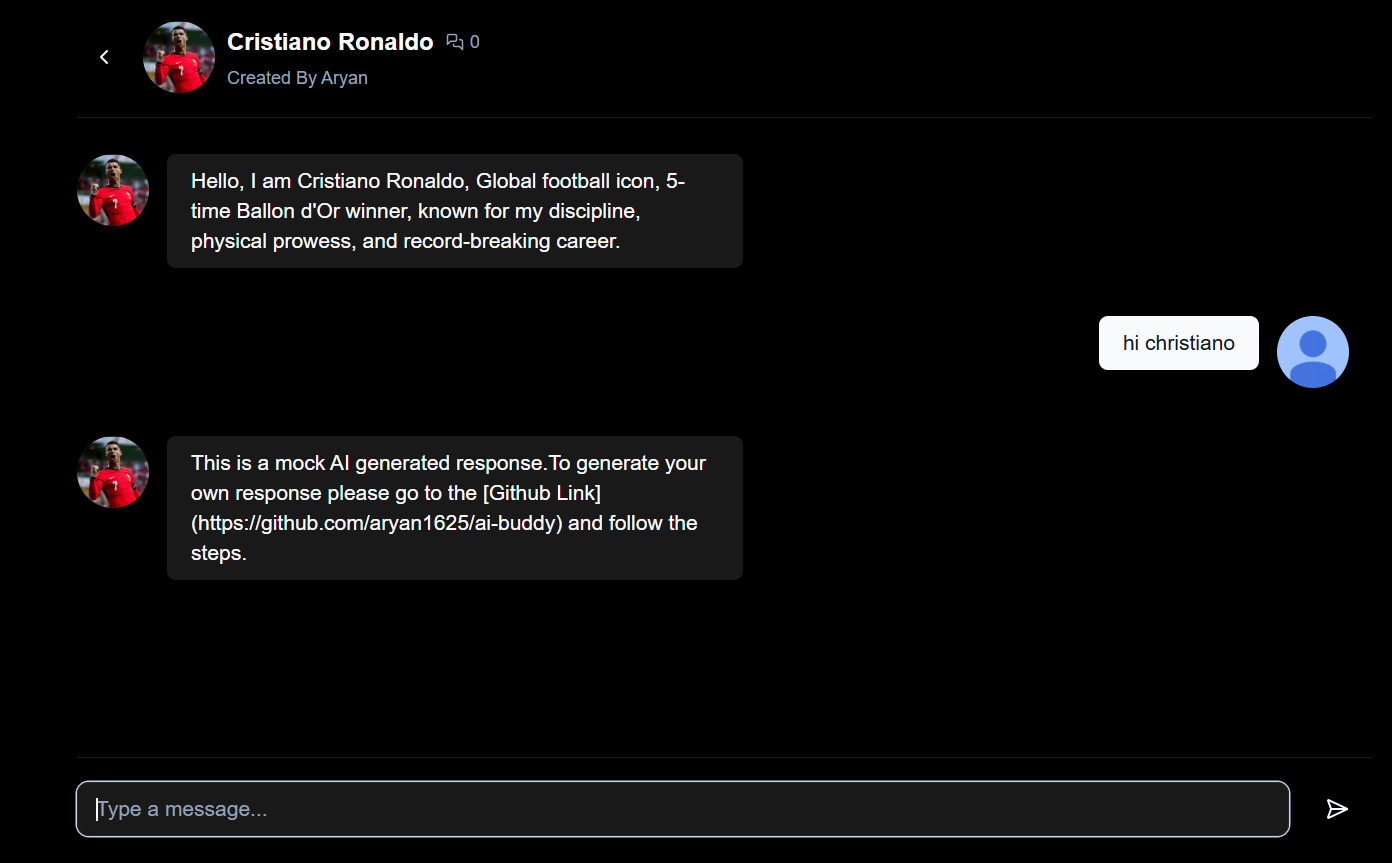 Cristiano Ronaldo 0
Created By Aryan
Hello, I am Cristiano Ronaldo, Global football icon, 5-
time Ballon d'Or winner, known for my discipline,
physical prowess, and record-breaking career.
hi christiano
This is a mock AI generated response.To generate your
own response please go to the [Github Link]
(https://github.com/aryan1625/ai-buddy) and follow the
steps.
Type a message...